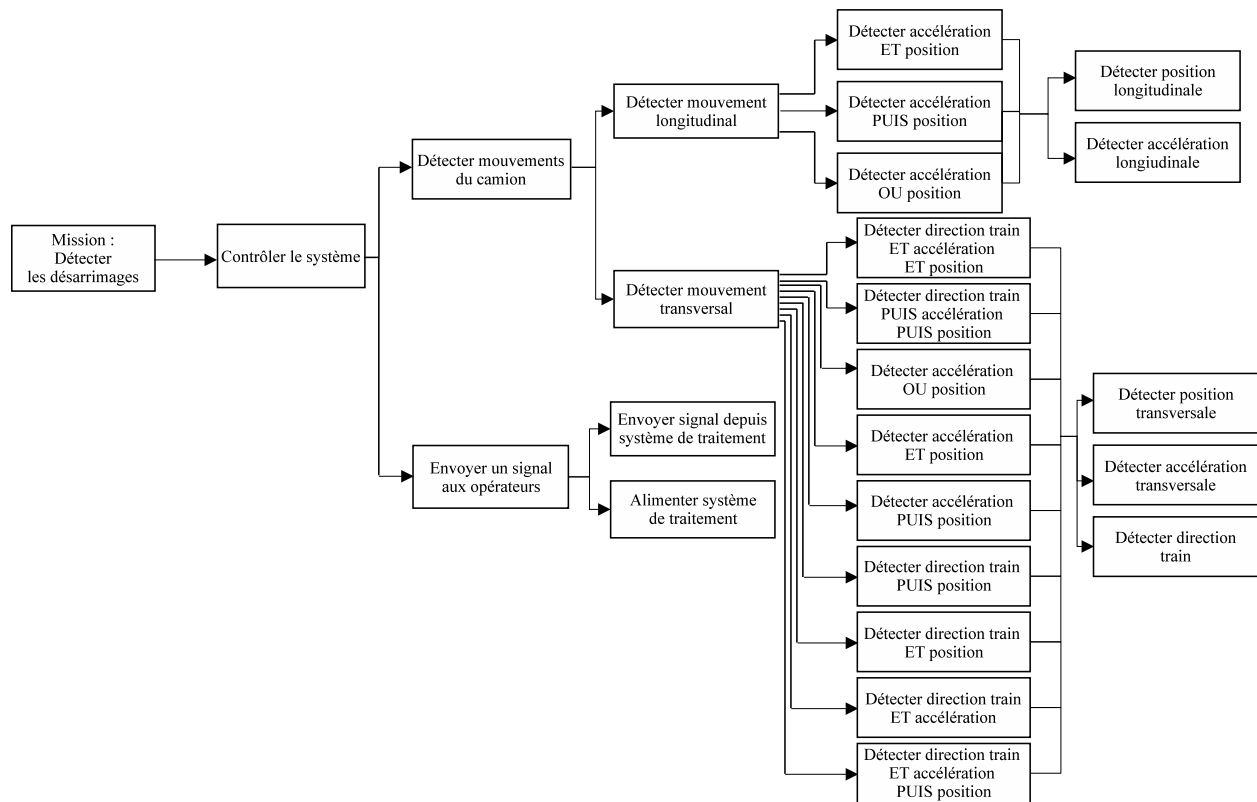 Mission :
Détecter
les désarrimages
Contrôler le système
Détecter mouvements
du camion
Envoyer un signal
aux opérateurs
Détecter mouvement
longitudinal
Détecter mouvement
transversal
Envoyer signal depuis
système de traitement
Alimenter système
de traitement
Détecter accélération
ET position
Détecter accélération
PUIS position
Détecter accélération
OU position
Détecter direction train
ET accélération
ET position
Détecter direction train
PUIS accélération
PUIS position
Détecter accélération
OU position
Détecter accélération
ET position
Détecter accélération
PUIS position
Détecter direction train
PUIS position
Détecter direction train
ET position
Détecter direction train
ET accélération
Détecter direction train
ET accélération
PUIS position
Détecter position
longitudinale
Détecter accélération
longiudinale
Détecter position
transversale
Détecter accélération
transversale
Détecter direction
train